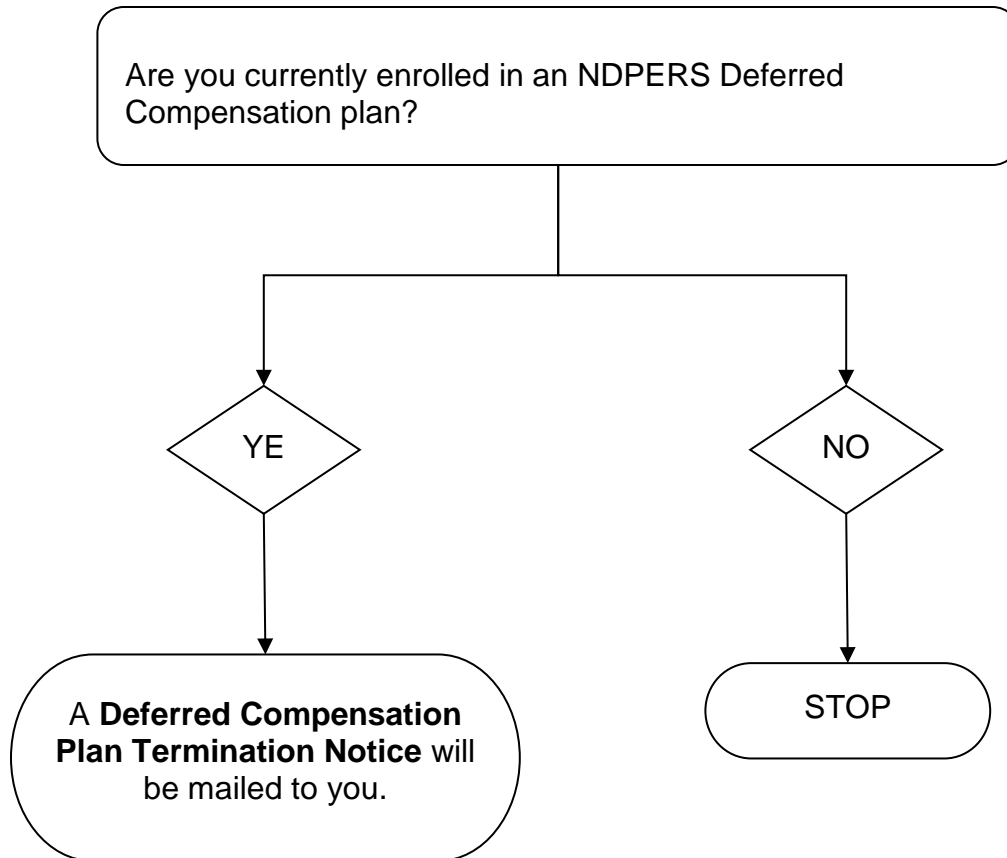 Are you currently enrolled in an NDPERS Deferred
Compensation plan?
YE
NO
A Deferred Compensation
Plan Termination Notice will
be mailed to you.
STOP